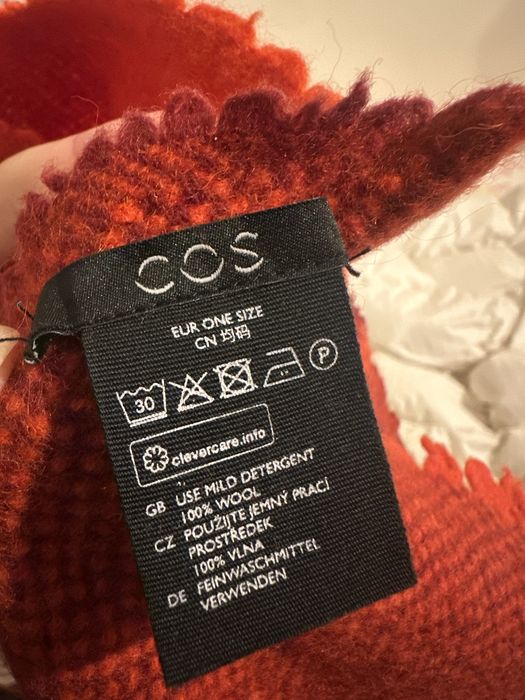 COS
EUR ONE SIZE
CN 均码
30
P
clevercare.info
GB USE MILD DETERGENT
100% WOOL
CZ POUŽIJTE JEMNÝ PRACÍ
PROSTŘEDEK
100% VLNA
DE FEINWASCHMITTEL
VERWENDEN